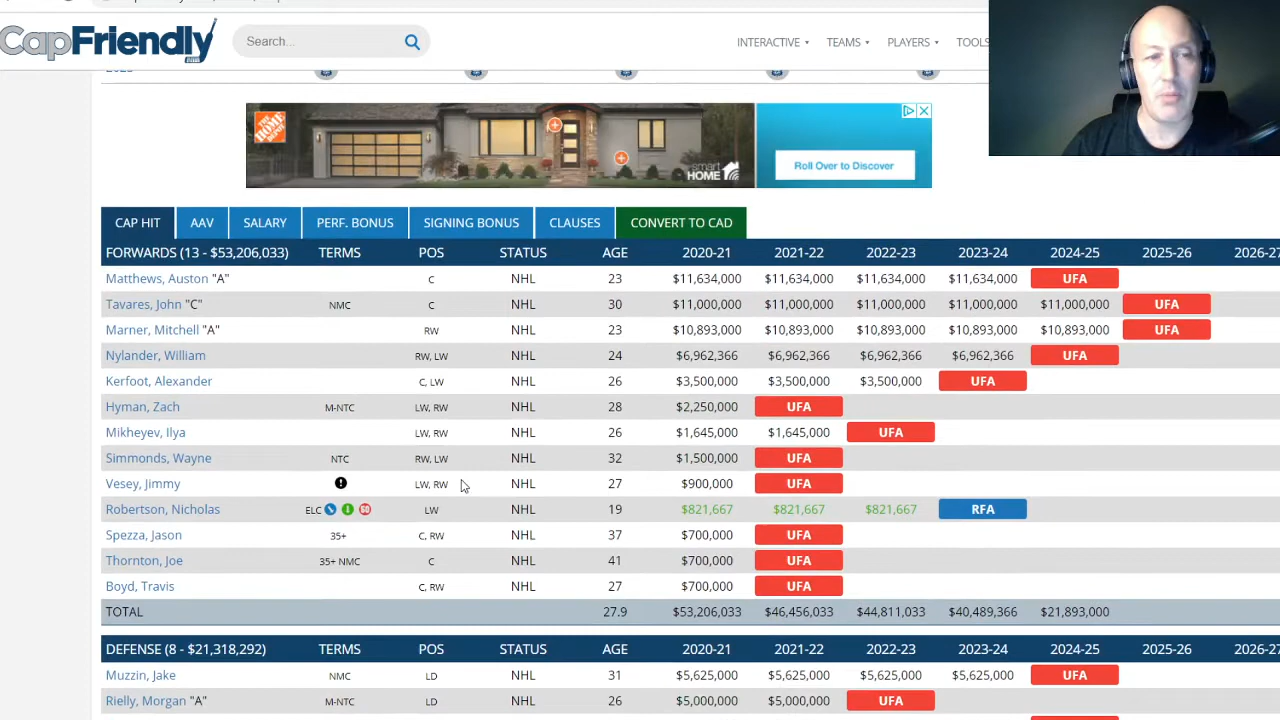 CapFriendly
Search...
INTERACTIVE
TEAMS
PLAYERS
TOOLS
THE HOME DEPOT
smart HOME
Roll Over to Discover
CAP HIT AAV SALARY PERF. BONUS SIGNING BONUS CLAUSES CONVERT TO CAD
FORWARDS (13 - $53,206,033) TERMS POS STATUS AGE 2020-21 2021-22 2022-23 2023-24 2024-25 2025-26 2026-27
Matthews, Auston "A" C NHL 23 $11,634,000 $11,634,000 $11,634,000 $11,634,000 UFA
Tavares, John "C" NMC C NHL 30 $11,000,000 $11,000,000 $11,000,000 $11,000,000 $11,000,000 UFA
Marner, Mitchell "A" RW NHL 23 $10,893,000 $10,893,000 $10,893,000 $10,893,000 $10,893,000 UFA
Nylander, William RW, LW NHL 24 $6,962,366 $6,962,366 $6,962,366 $6,962,366 UFA
Kerfoot, Alexander C, LW NHL 26 $3,500,000 $3,500,000 $3,500,000 UFA
Hyman, Zach M-NTC LW, RW NHL 28 $2,250,000 UFA
Mikheyev, Ilya LW, RW NHL 26 $1,645,000 $1,645,000 UFA
Simmonds, Wayne NTC RW, LW NHL 32 $1,500,000 UFA
Vesey, Jimmy LW, RW NHL 27 $900,000 UFA
Robertson, Nicholas ELC LW NHL 19 $821,667 $821,667 $821,667 RFA
Spezza, Jason 35+ C, RW NHL 37 $700,000 UFA
Thornton, Joe 35+ NMC C NHL 41 $700,000 UFA
Boyd, Travis C, RW NHL 27 $700,000 UFA
TOTAL 27.9 $53,206,033 $46,456,033 $44,811,033 $40,489,366 $21,893,000
DEFENSE (8 - $21,318,292) TERMS POS STATUS AGE 2020-21 2021-22 2022-23 2023-24 2024-25 2025-26 2026-27
Muzzin, Jake NMC LD NHL 31 $5,625,000 $5,625,000 $5,625,000 $5,625,000 UFA
Rielly, Morgan "A" M-NTC LD NHL 26 $5,000,000 $5,000,000 UFA